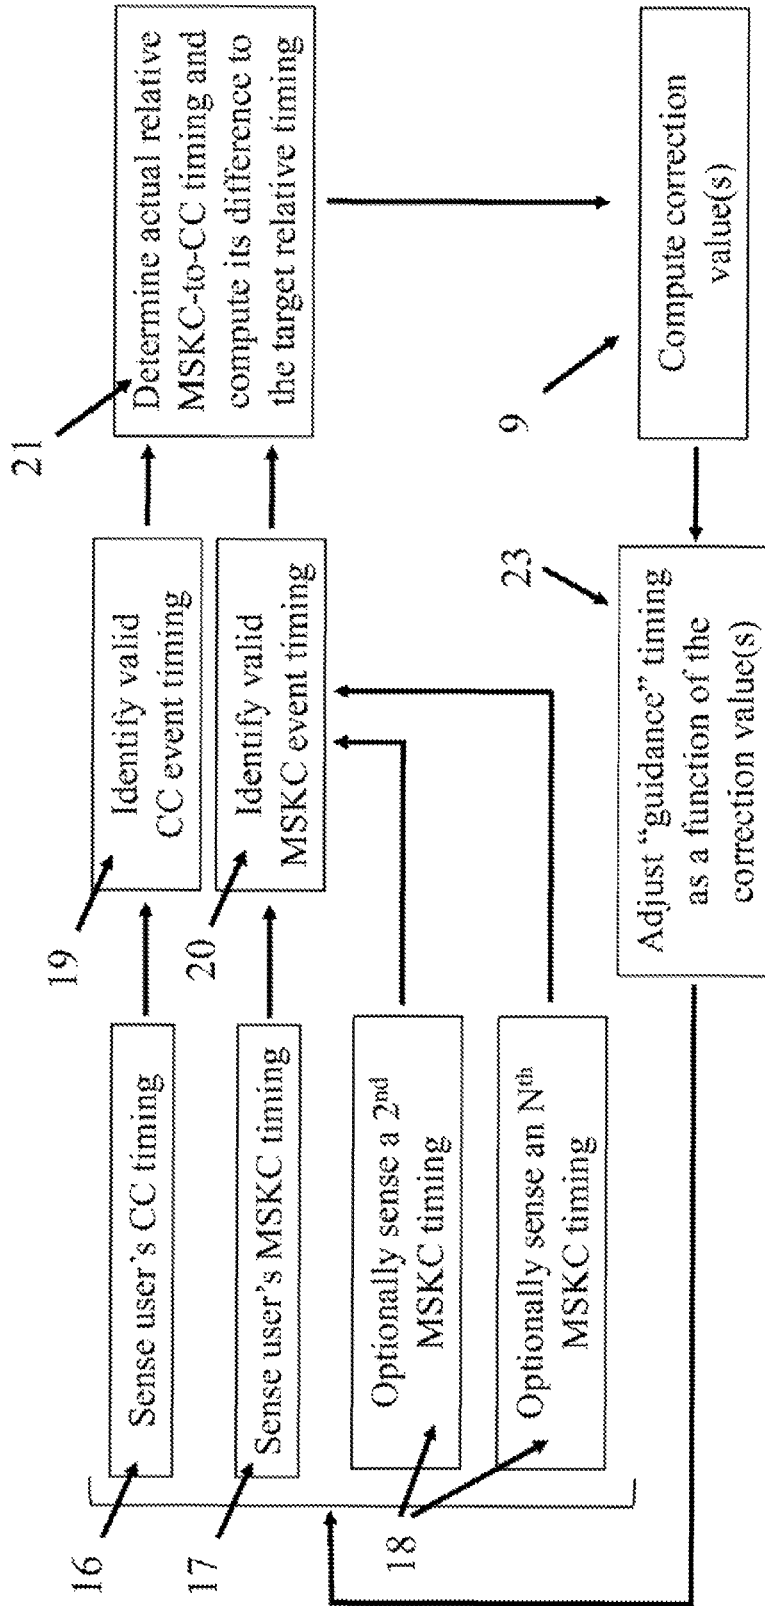 16
Sense user's CC timing
17
Sense user's MSKC timing
18
Optionally sense a 2nd
MSKC timing
Optionally sense an Nth
MSKC timing
19
Identify valid
CC event timing
20
Identify valid
MSKC event timing
21
Determine actual relative
MSKC-to-CC timing and
compute its difference to
the target relative timing
9
Compute correction
value(s)
23
Adjust “guidance” timing
as a function of the
correction value(s)